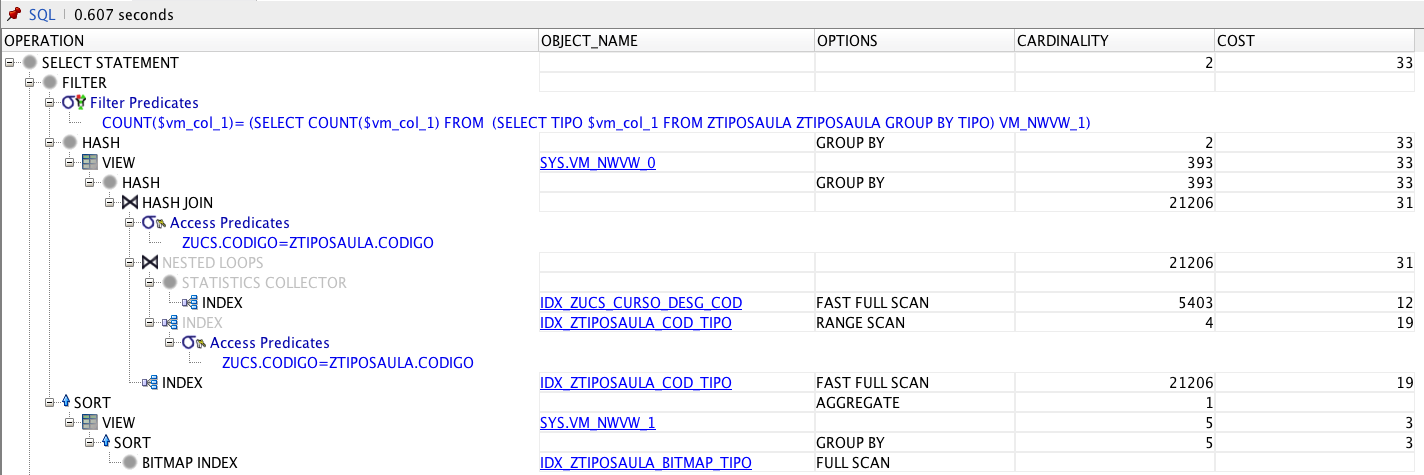 SQL | 0.607 seconds
OPERATION OBJECT_NAME OPTIONS CARDINALITY COST
SELECT STATEMENT 2 33
FILTER
Filter Predicates
COUNT($vm_col_1)= (SELECT COUNT($vm_col_1) FROM (SELECT TIPO $vm_col_1 FROM ZTIPOSAULA ZTIPOSAULA GROUP BY TIPO) VM_NWVW_1)
HASH GROUP BY 2 33
VIEW SYS.VM_NWVW_0 393 33
HASH GROUP BY 393 33
HASH JOIN 21206 31
Access Predicates
ZUCS.CODIGO=ZTIPOSAULA.CODIGO
NESTED LOOPS 21206 31
STATISTICS COLLECTOR
INDEX IDX_ZUCS_CURSO_DESG_COD FAST FULL SCAN 5403 12
INDEX IDX_ZTIPOSAULA_COD_TIPO RANGE SCAN 4 19
Access Predicates
ZUCS.CODIGO=ZTIPOSAULA.CODIGO
INDEX IDX_ZTIPOSAULA_COD_TIPO FAST FULL SCAN 21206 19
SORT AGGREGATE 1
VIEW SYS.VM_NWVW_1 5 3
SORT GROUP BY 5 3
BITMAP INDEX IDX_ZTIPOSAULA_BITMAP_TIPO FULL SCAN